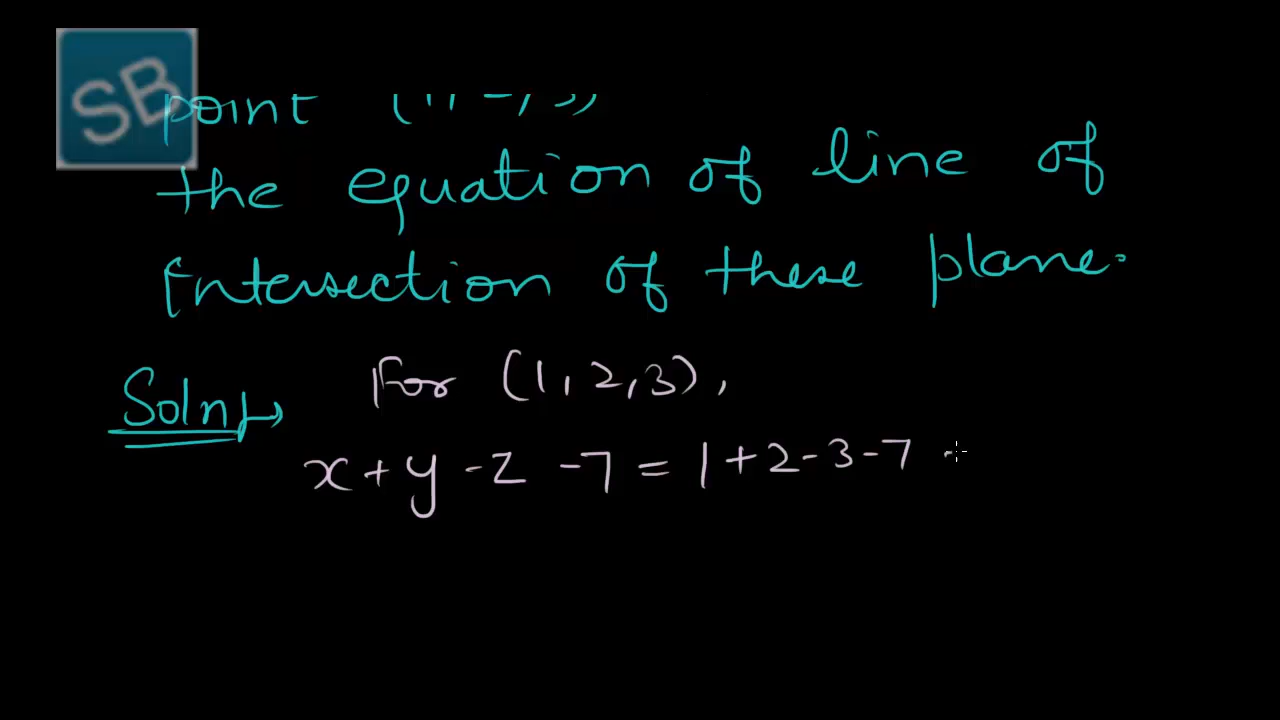 SB
point
the equation of line of
Intersection of these plane.
Soln → For (1, 2, 3),
x + y - z - 7 = 1 + 2 - 3 - 7